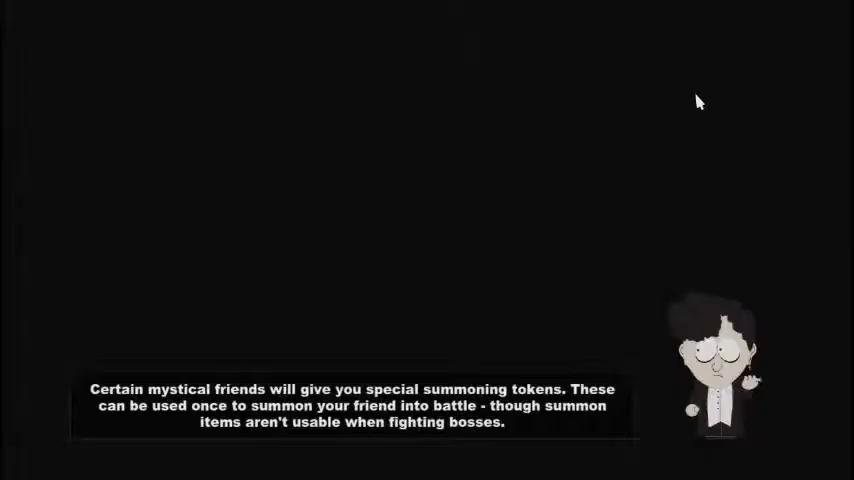 Certain mystical friends will give you special summoning tokens. These
can be used once to summon your friend into battle - though summon
items aren't usable when fighting bosses.